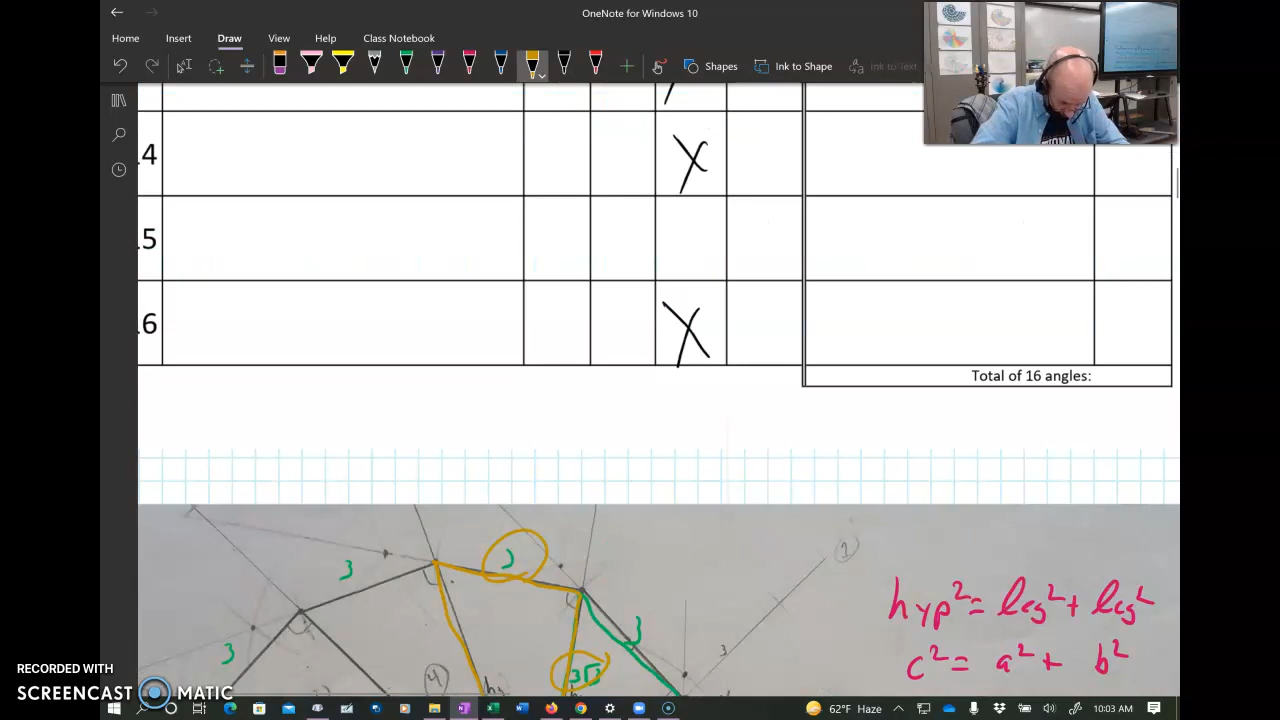 OneNote for Windows 10
Home Insert Draw View Help Class Notebook
Shapes Ink to Shape Ink to Text
.4 X
.5
.6 X
Total of 16 angles:
3
3
3
3
4
hyp² = leg² + leg²
c² = a² + b²
RECORDED WITH
SCREENCAST MATIC
62°F Haze 10:03 AM